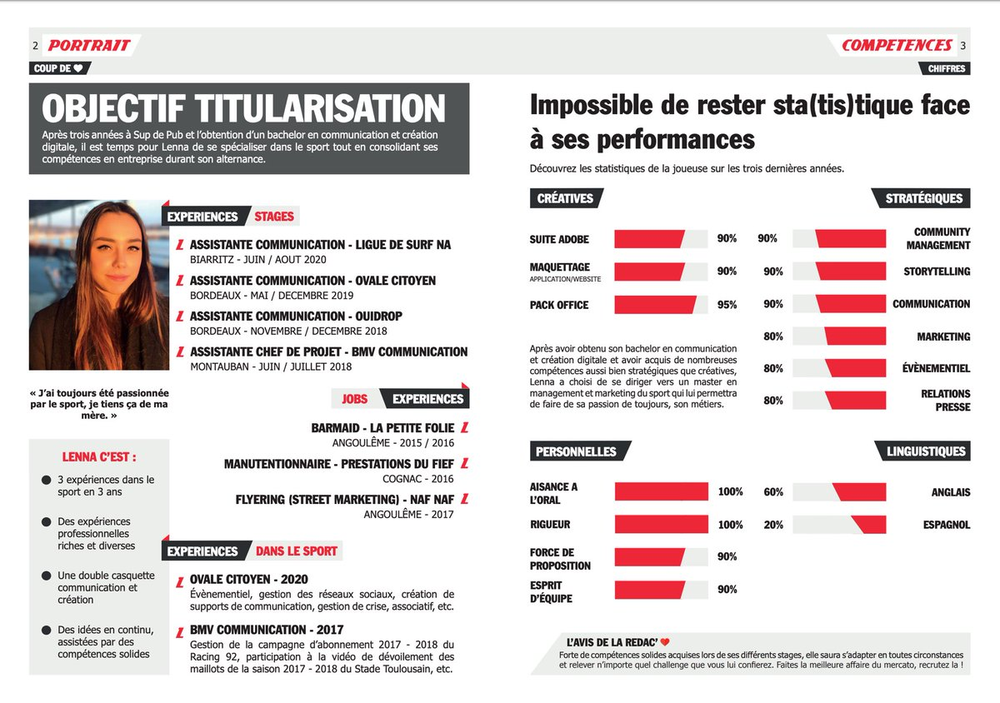 2 PORTRAIT
COUP DE
OBJECTIF TITULARISATION
Après trois années à Sup de Pub et l'obtention d'un bachelor en communication et création
digitale, il est temps pour Lenna de se spécialiser dans le sport tout en consolidant ses
compétences en entreprise durant son alternance.
EXPERIENCES STAGES
L ASSISTANTE COMMUNICATION - LIGUE DE SURF NA
BIARRITZ - JUIN / AOUT 2020
L ASSISTANTE COMMUNICATION - OVALE CITOYEN
BORDEAUX - MAI / DECEMBRE 2019
L ASSISTANTE COMMUNICATION - OUIDROP
BORDEAUX - NOVEMBRE / DECEMBRE 2018
L ASSISTANTE CHEF DE PROJET - BMV COMMUNICATION
MONTAUBAN - JUIN / JUILLET 2018
« J'ai toujours été passionnée
par le sport, je tiens ça de ma
mère. »
JOBS EXPERIENCES
BARMAID - LA PETITE FOLIE L
ANGOULÊME - 2015 / 2016
MANUTENTIONNAIRE - PRESTATIONS DU FIEF L
COGNAC - 2016
FLYERING (STREET MARKETING) - NAF NAF L
ANGOULÊME - 2017
LENNA C'EST :
● 3 expériences dans le
sport en 3 ans
● Des expériences
professionnelles
riches et diverses
● Une double casquette
communication et
création
● Des idées en continu,
assistées par des
compétences solides
EXPERIENCES DANS LE SPORT
L OVALE CITOYEN - 2020
Évènementiel, gestion des réseaux sociaux, création de
supports de communication, gestion de crise, associatif, etc.
L BMV COMMUNICATION - 2017
Gestion de la campagne d'abonnement 2017 - 2018 du
Racing 92, participation à la vidéo de dévoilement des
maillots de la saison 2017 - 2018 du Stade Toulousain, etc.
COMPETENCES 3
CHIFFRES
Impossible de rester sta(tis)tique face
à ses performances
Découvrez les statistiques de la joueuse sur les trois dernières années.
CRÉATIVES
SUITE ADOBE 90%
MAQUETTAGE 90%
APPLICATION/WEBSITE
PACK OFFICE 95%
Après avoir obtenu son bachelor en communication
et création digitale et avoir acquis de nombreuses
compétences aussi bien stratégiques que créatives,
Lenna a choisi de se diriger vers un master en
management et marketing du sport qui lui permettra
de faire de sa passion de toujours, son métiers.
STRATÉGIQUES
90% COMMUNITY
MANAGEMENT
90% STORYTELLING
90% COMMUNICATION
80% MARKETING
80% ÉVÈNEMENTIEL
80% RELATIONS
PRESSE
PERSONNELLES
AISANCE A
L'ORAL 100%
RIGUEUR 100%
FORCE DE
PROPOSITION 90%
ESPRIT
D'ÉQUIPE 90%
LINGUISTIQUES
60% ANGLAIS
20% ESPAGNOL
L'AVIS DE LA REDAC'
Forte de compétences solides acquises lors de ses différents stages, elle saura s'adapter en toutes circonstances
et relever n'importe quel challenge que vous lui confierez. Faites la meilleure affaire du mercato, recrutez la !